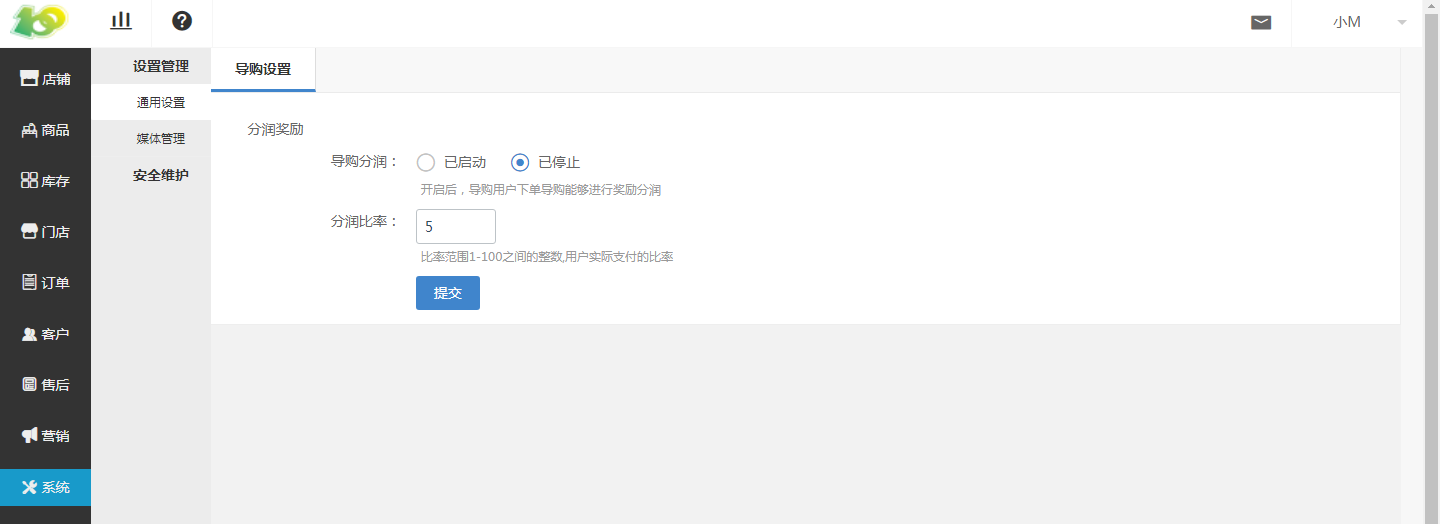 小M
店铺
商品
库存
门店
订单
客户
售后
营销
系统
设置管理
通用设置
媒体管理
安全维护
导购设置
分润奖励
导购分润：
已启动
已停止
开启后，导购用户下单导购能够进行奖励分润
分润比率：
5
比率范围1-100之间的整数,用户实际支付的比率
提交